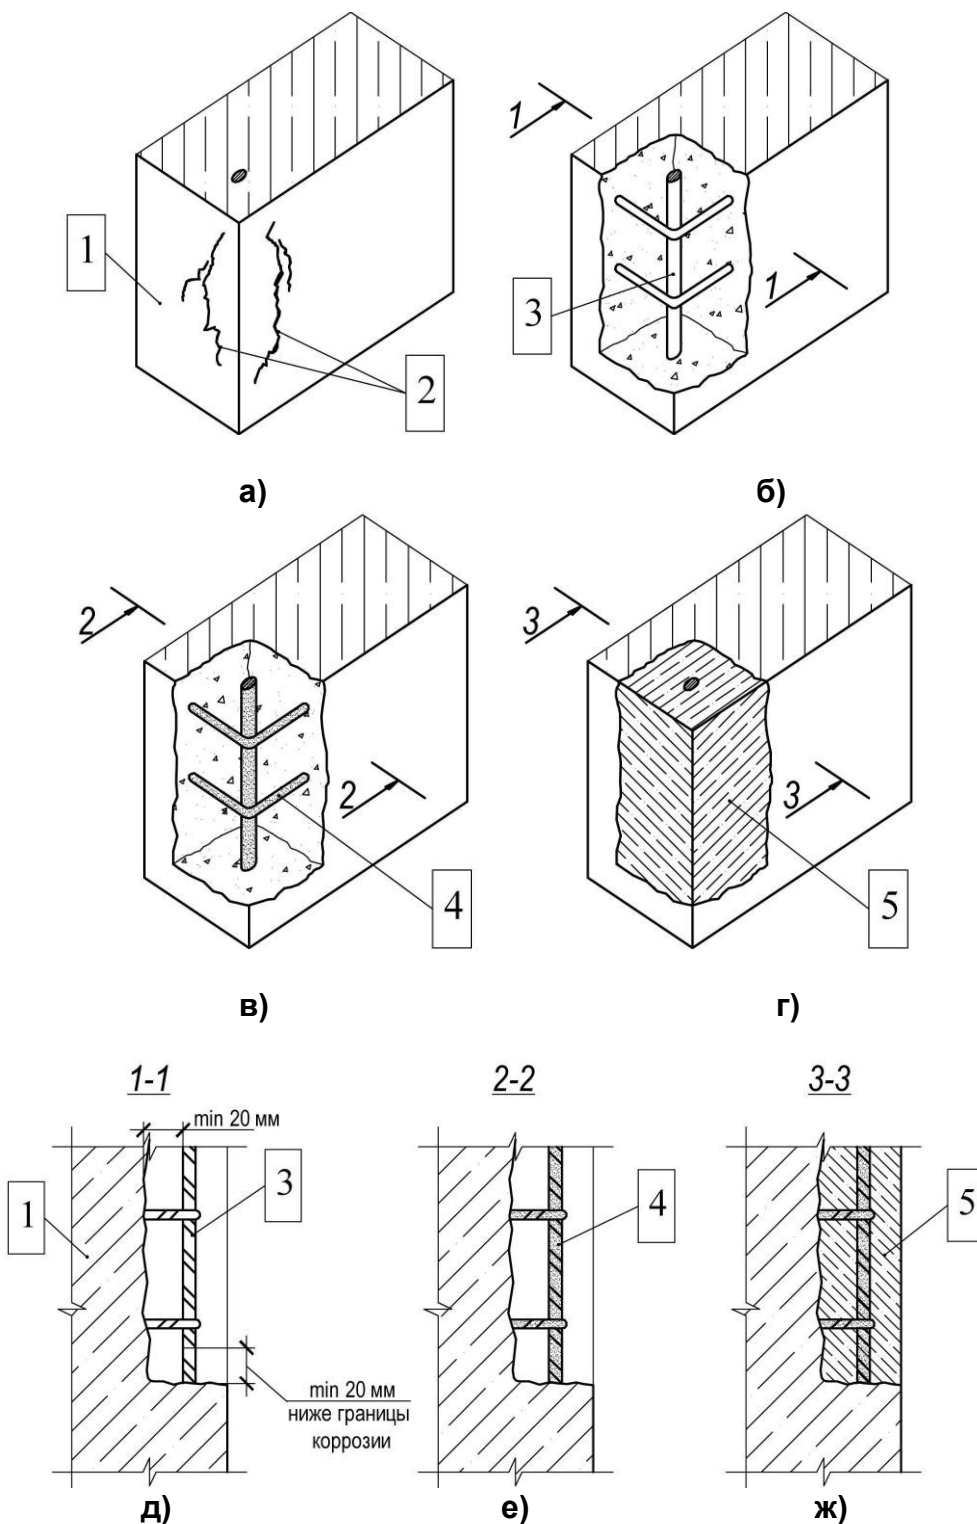 1
1
1
3
2
а)
б)
2
2
4
3
3
5
в)
г)
1-1
2-2
3-3
min 20 мм
1
3
4
5
min 20 мм
ниже границы
коррозии
д)
е)
ж)